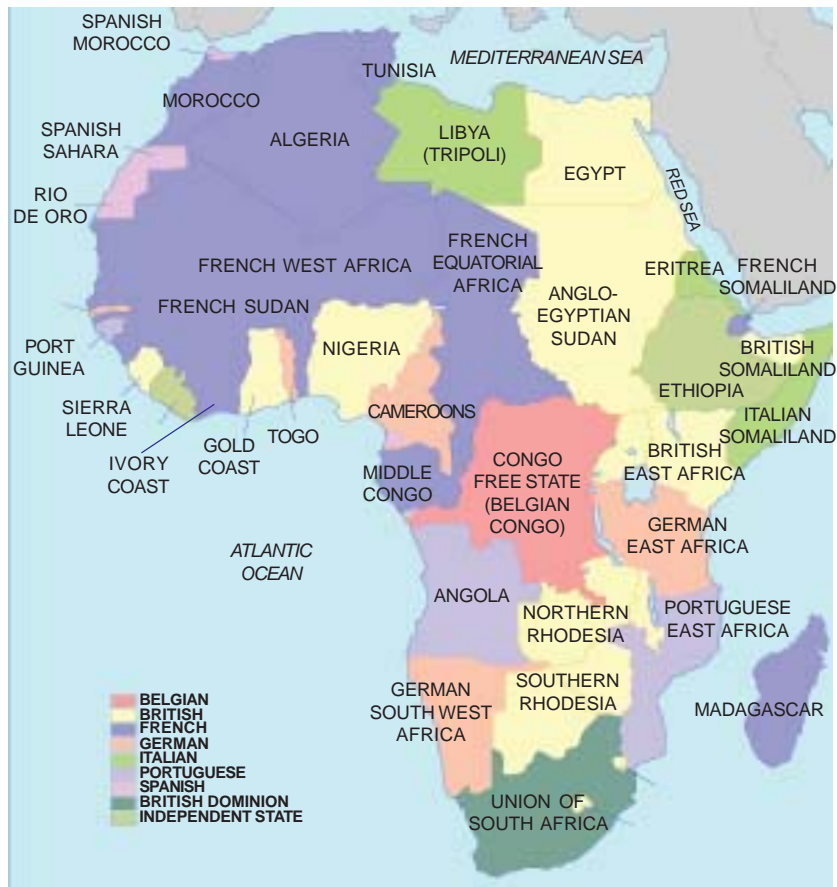 SPANISH
MOROCCO
MEDITERRANEAN SEA
TUNISIA
MOROCCO
ALGERIA
LIBYA
(TRIPOLI)
SPANISH
SAHARA
EGYPT
RED SEA
RIO
DE ORO
FRENCH
EQUATORIAL
AFRICA
FRENCH WEST AFRICA
ERITREA
FRENCH
SOMALILAND
FRENCH SUDAN
ANGLO-
EGYPTIAN
SUDAN
PORT
GUINEA
NIGERIA
BRITISH
SOMALILAND
ETHIOPIA
SIERRA
LEONE
CAMEROONS
ITALIAN
SOMALILAND
IVORY
COAST
GOLD
COAST
TOGO
BRITISH
EAST AFRICA
MIDDLE
CONGO
CONGO
FREE STATE
(BELGIAN
CONGO)
GERMAN
EAST AFRICA
ATLANTIC
OCEAN
ANGOLA
NORTHERN
RHODESIA
PORTUGUESE
EAST AFRICA
GERMAN
SOUTH WEST
AFRICA
SOUTHERN
RHODESIA
MADAGASCAR
BELGIAN
BRITISH
FRENCH
GERMAN
ITALIAN
PORTUGUESE
SPANISH
BRITISH DOMINION
INDEPENDENT STATE
UNION OF
SOUTH AFRICA